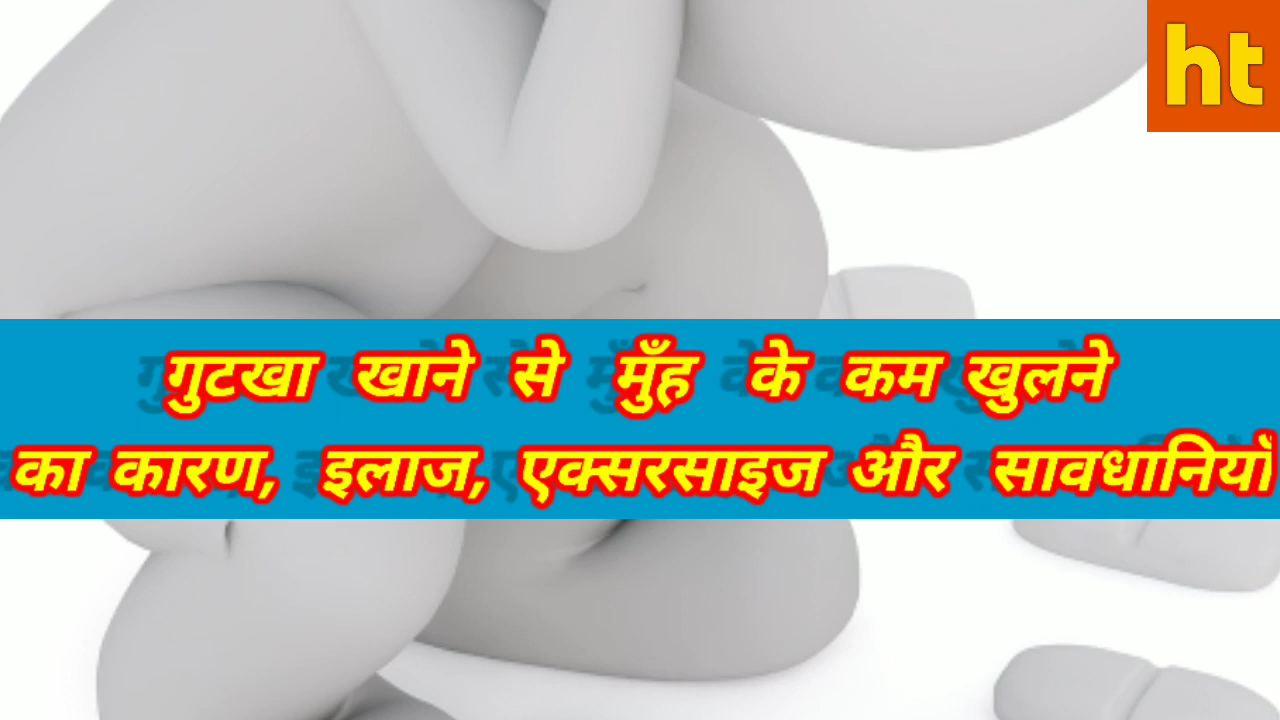 ht
गुटखा खाने से मुँह के कम खुलने
का कारण, इलाज, एक्सरसाइज और सावधानियाँ